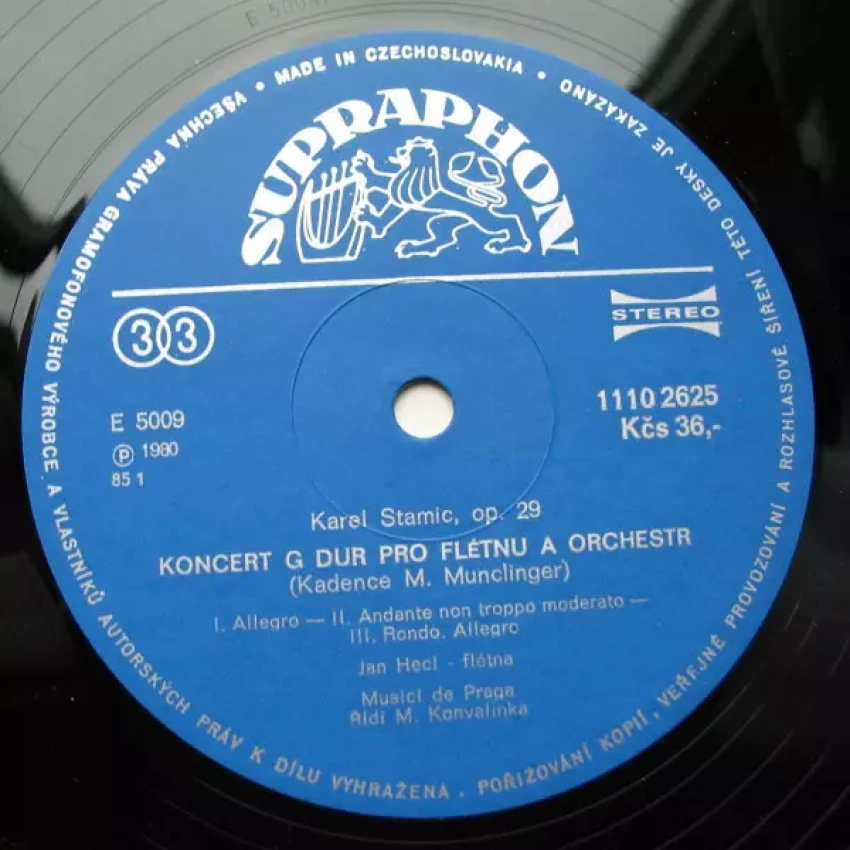 E 5009
VŠECHNA PRÁVA GRAMOFONOVÉHO VÝROBCE A VLASTNÍKŮ AUTORSKÝCH PRÁV K DÍLU VYHRAŽENA . POŘIZOVÁNÍ KOPIÍ, VEŘEJNÉ PROVOZOVÁNÍ A ROZHLASOVÉ ŠÍŘENÍ TÉTO DESKY JE ZAKÁZÁNO
• MADE IN CZECHOSLOVAKIA •
SUPRAPHON
33
STEREO
E 5009
Ⓟ 1980
85 1
1110 2625
Kčs 36,-
Karel Stamic, op. 29
KONCERT G DUR PRO FLÉTNU A ORCHESTR
(Kadence M. Munclinger)
I. Allegro — II. Andante non troppo moderato —
III. Rondo. Allegro
Jan Hecl - flétna
Musici de Praga
Řídí M. Konvalinka